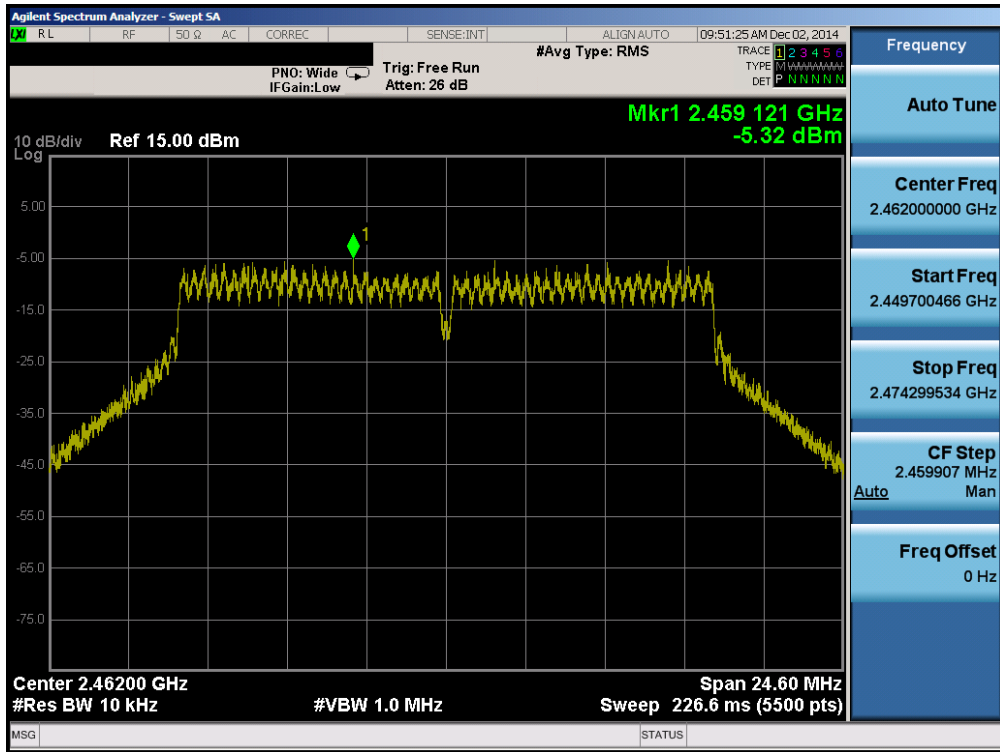 Agilent Spectrum Analyzer - Swept SA
LXI RL RF 50 Ω AC CORREC SENSE:INT ALIGN AUTO 09:51:25 AM Dec 02, 2014
#Avg Type: RMS TRACE 1 2 3 4 5 6
PNO: Wide Trig: Free Run TYPE M W W W W W
IFGain:Low Atten: 26 dB DET P N N N N N
Frequency
Auto Tune
Mkr1 2.459 121 GHz
-5.32 dBm
10 dB/div Ref 15.00 dBm
Log
5.00
1
-5.00
-15.0
-25.0
-35.0
-45.0
-55.0
-65.0
-75.0
Center Freq
2.462000000 GHz
Start Freq
2.449700466 GHz
Stop Freq
2.474299534 GHz
CF Step
2.459907 MHz
Auto Man
Freq Offset
0 Hz
Center 2.46200 GHz Span 24.60 MHz
#Res BW 10 kHz #VBW 1.0 MHz Sweep 226.6 ms (5500 pts)
MSG STATUS